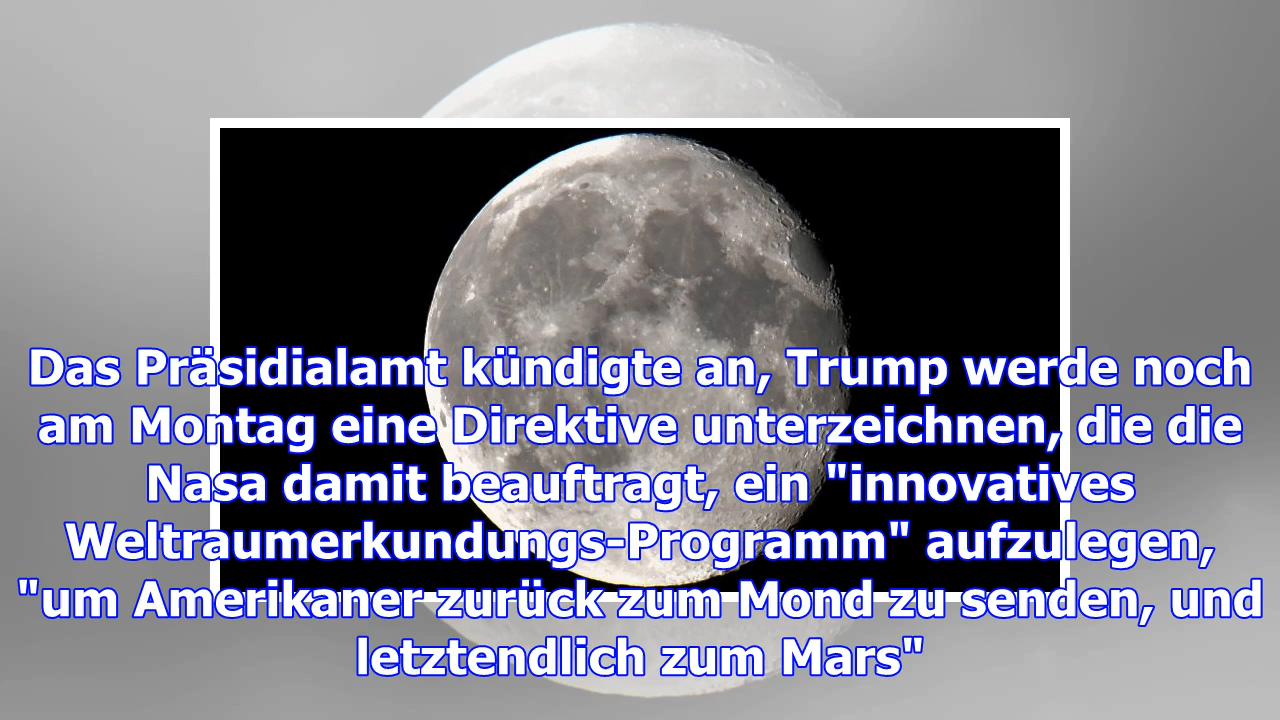 Das Präsidialamt kündigte an, Trump werde noch
am Montag eine Direktive unterzeichnen, die die
Nasa damit beauftragt, ein "innovatives
Weltraumerkundungs-Programm" aufzulegen,
"um Amerikaner zurück zum Mond zu senden, und
letztendlich zum Mars"